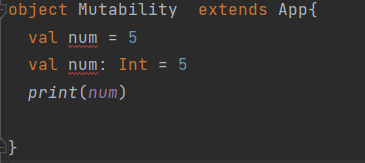 object Mutability  extends App{
  val num = 5
  val num: Int = 5
  print(num)
}